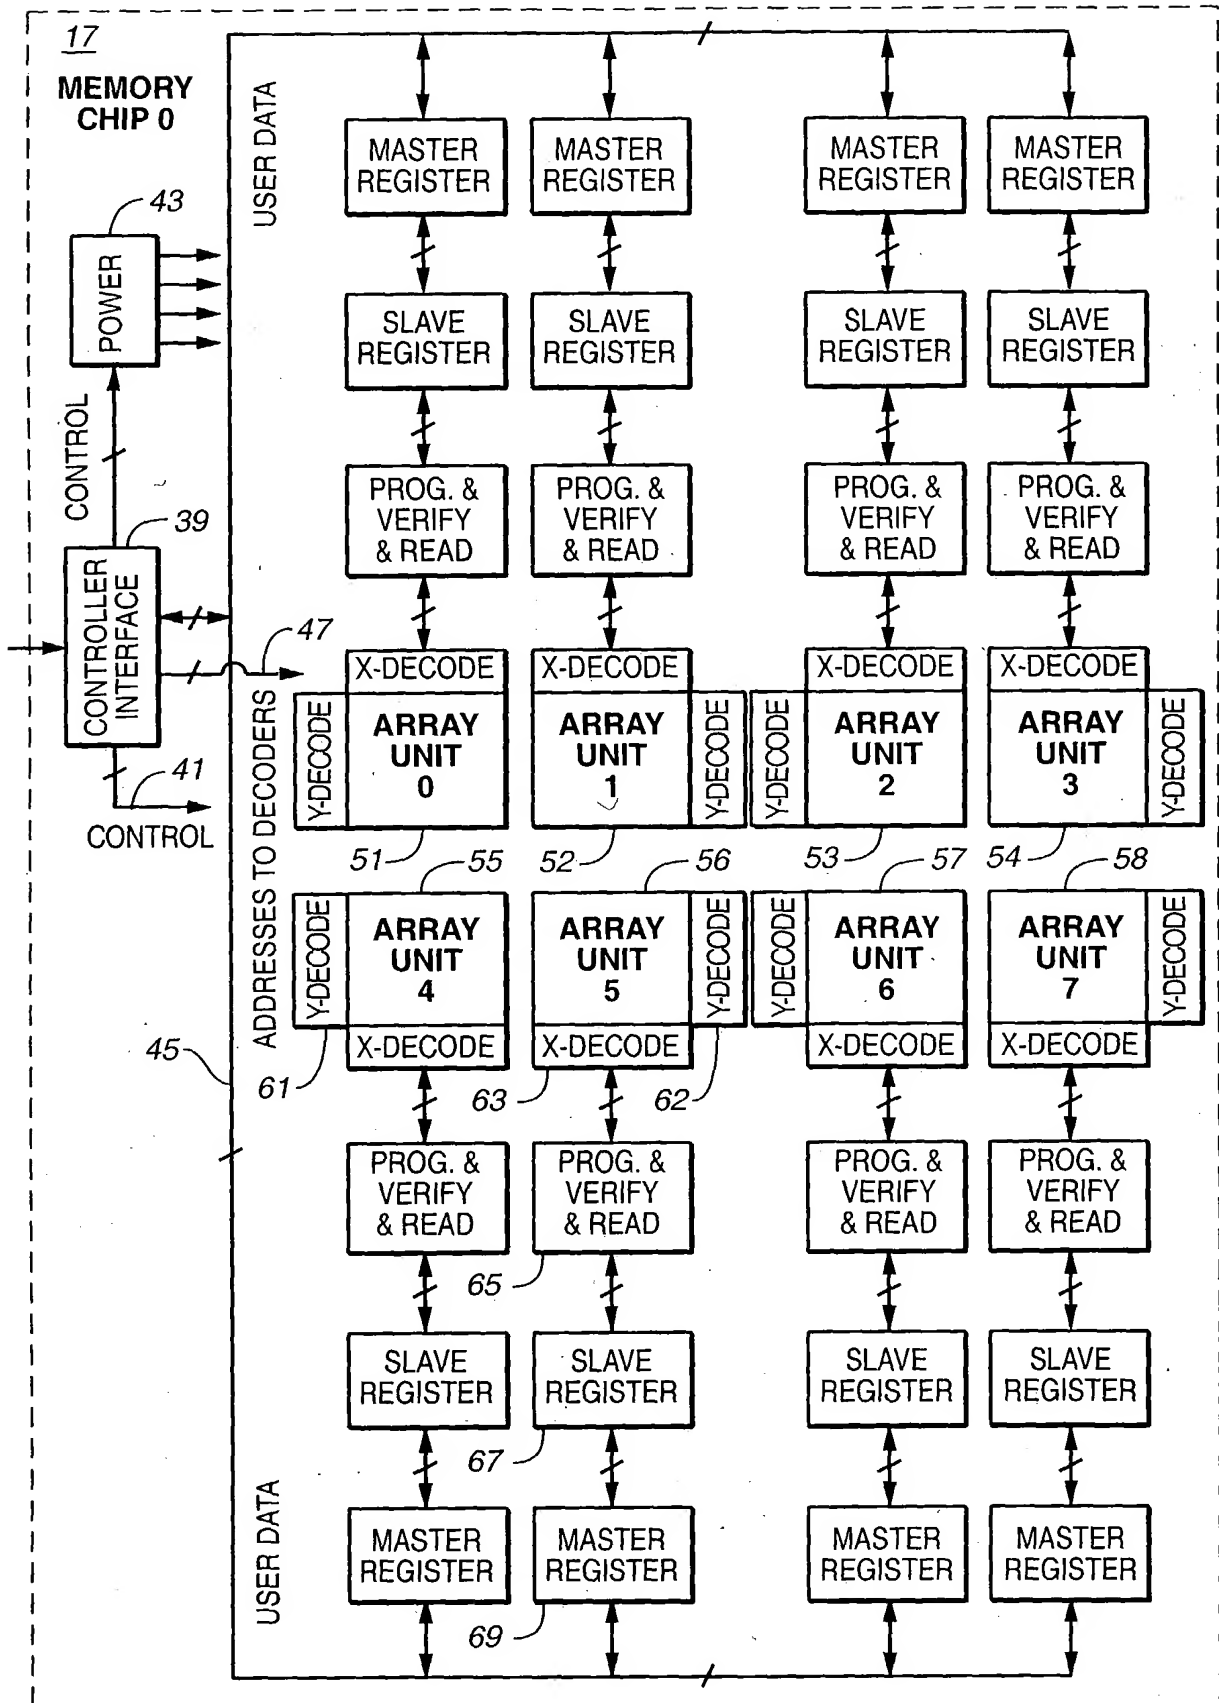 17
MEMORY
CHIP 0
USER DATA
MASTER
REGISTER
MASTER
REGISTER
MASTER
REGISTER
MASTER
REGISTER
43
POWER
SLAVE
REGISTER
SLAVE
REGISTER
SLAVE
REGISTER
SLAVE
REGISTER
CONTROL
PROG. &
VERIFY
& READ
PROG. &
VERIFY
& READ
PROG. &
VERIFY
& READ
PROG. &
VERIFY
& READ
39
CONTROLLER
INTERFACE
47
41
CONTROL
ADDRESSES TO DECODERS
X-DECODE
X-DECODE
X-DECODE
X-DECODE
Y-DECODE
ARRAY
UNIT
0
ARRAY
UNIT
1
Y-DECODE
Y-DECODE
ARRAY
UNIT
2
ARRAY
UNIT
3
Y-DECODE
51
55
52
56
53
57
54
58
Y-DECODE
ARRAY
UNIT
4
ARRAY
UNIT
5
Y-DECODE
Y-DECODE
ARRAY
UNIT
6
ARRAY
UNIT
7
Y-DECODE
X-DECODE
X-DECODE
X-DECODE
X-DECODE
45
61
63
62
PROG. &
VERIFY
& READ
PROG. &
VERIFY
& READ
PROG. &
VERIFY
& READ
PROG. &
VERIFY
& READ
65
SLAVE
REGISTER
SLAVE
REGISTER
SLAVE
REGISTER
SLAVE
REGISTER
67
USER DATA
MASTER
REGISTER
MASTER
REGISTER
MASTER
REGISTER
MASTER
REGISTER
69